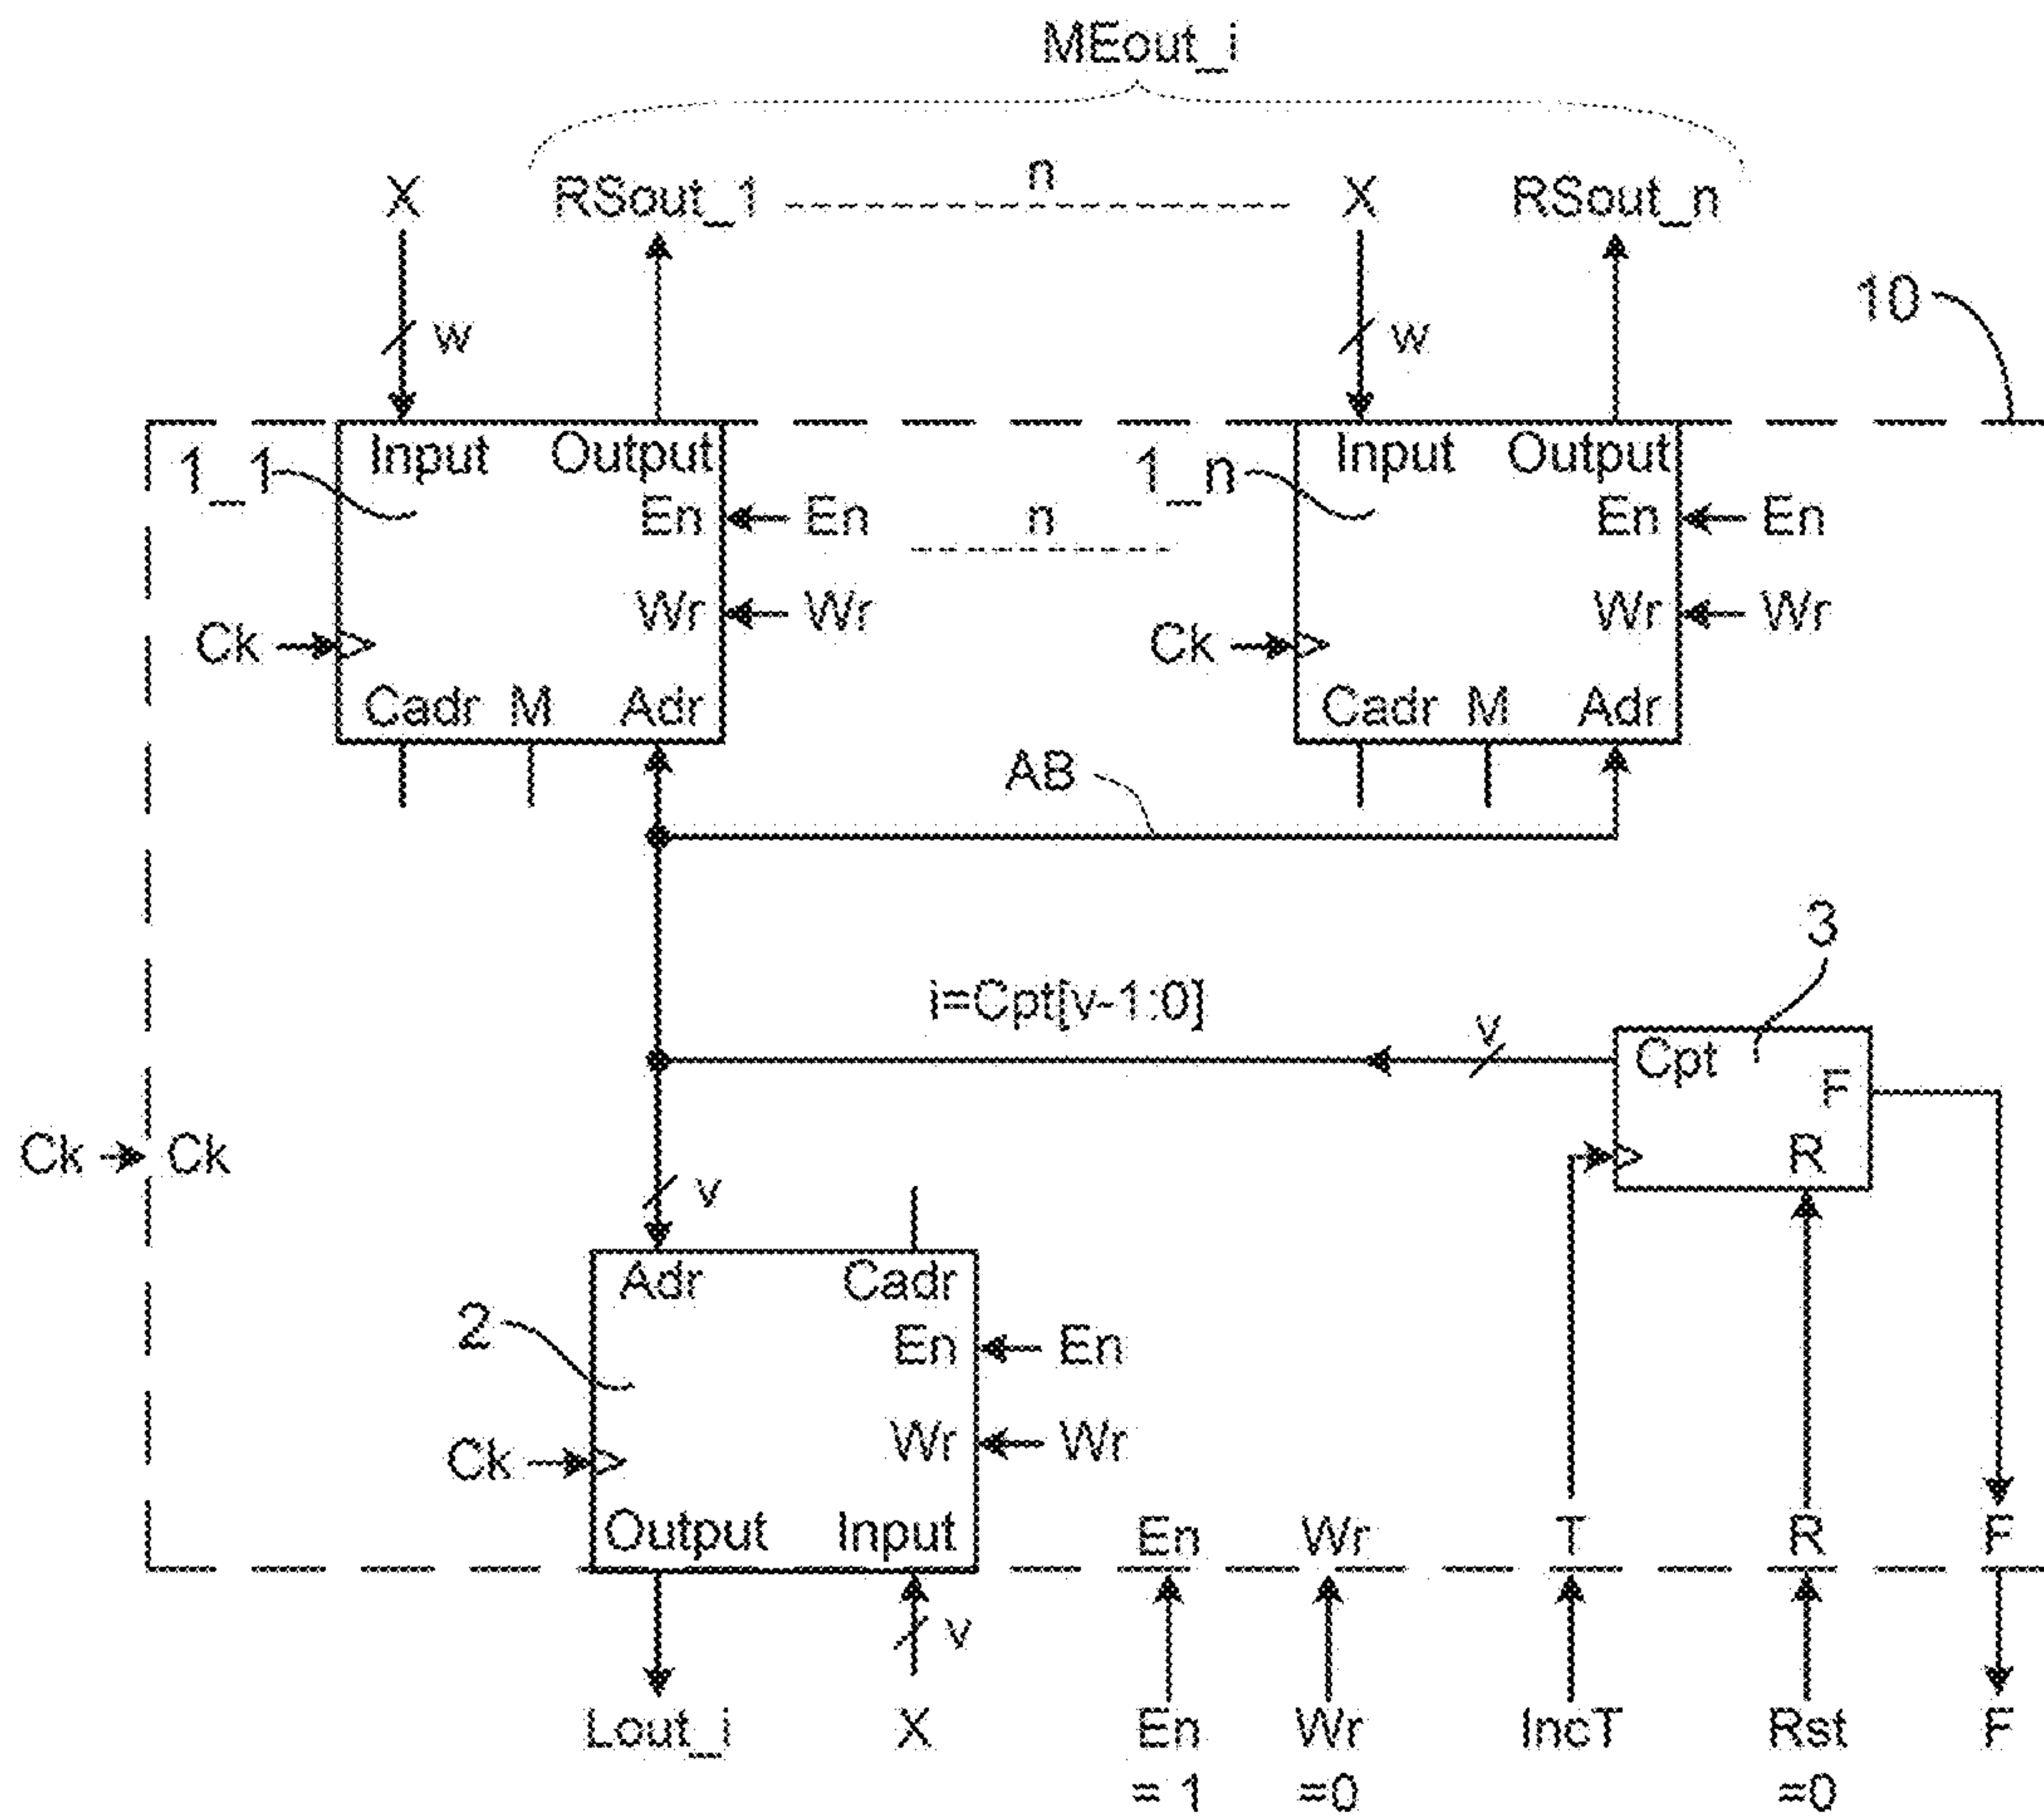 MEout_i
X RSout_1 n X RSout_n
w w 10
Input Output Input Output
1_1 1_n
En En n En En
Wr Wr Wr Wr
Ck Ck
Cadr M Adr Cadr M Adr
AB
3
i=Cpt[v-1:0] v
Cpt
F
Ck Ck R
v
Adr Cadr
2 En En
Ck Wr Wr
Output Input En Wr T R F
v
Lout_i X En Wr IncT Rst F
= 1 =0 =0